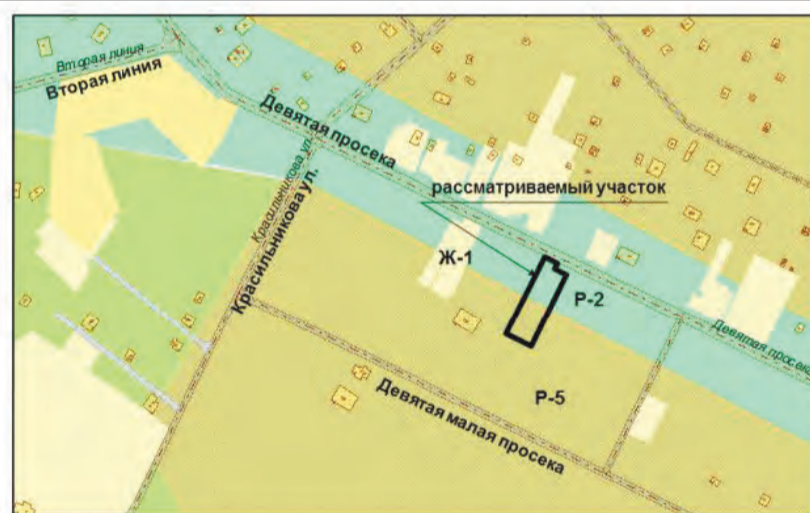 Вторая линия
Вторая линия
Девятая просека
Красильникова ул.
Красильникова ул.
рассматриваемый участок
Ж-1
Р-2
Девятая просека
Р-5
Девятая малая просека